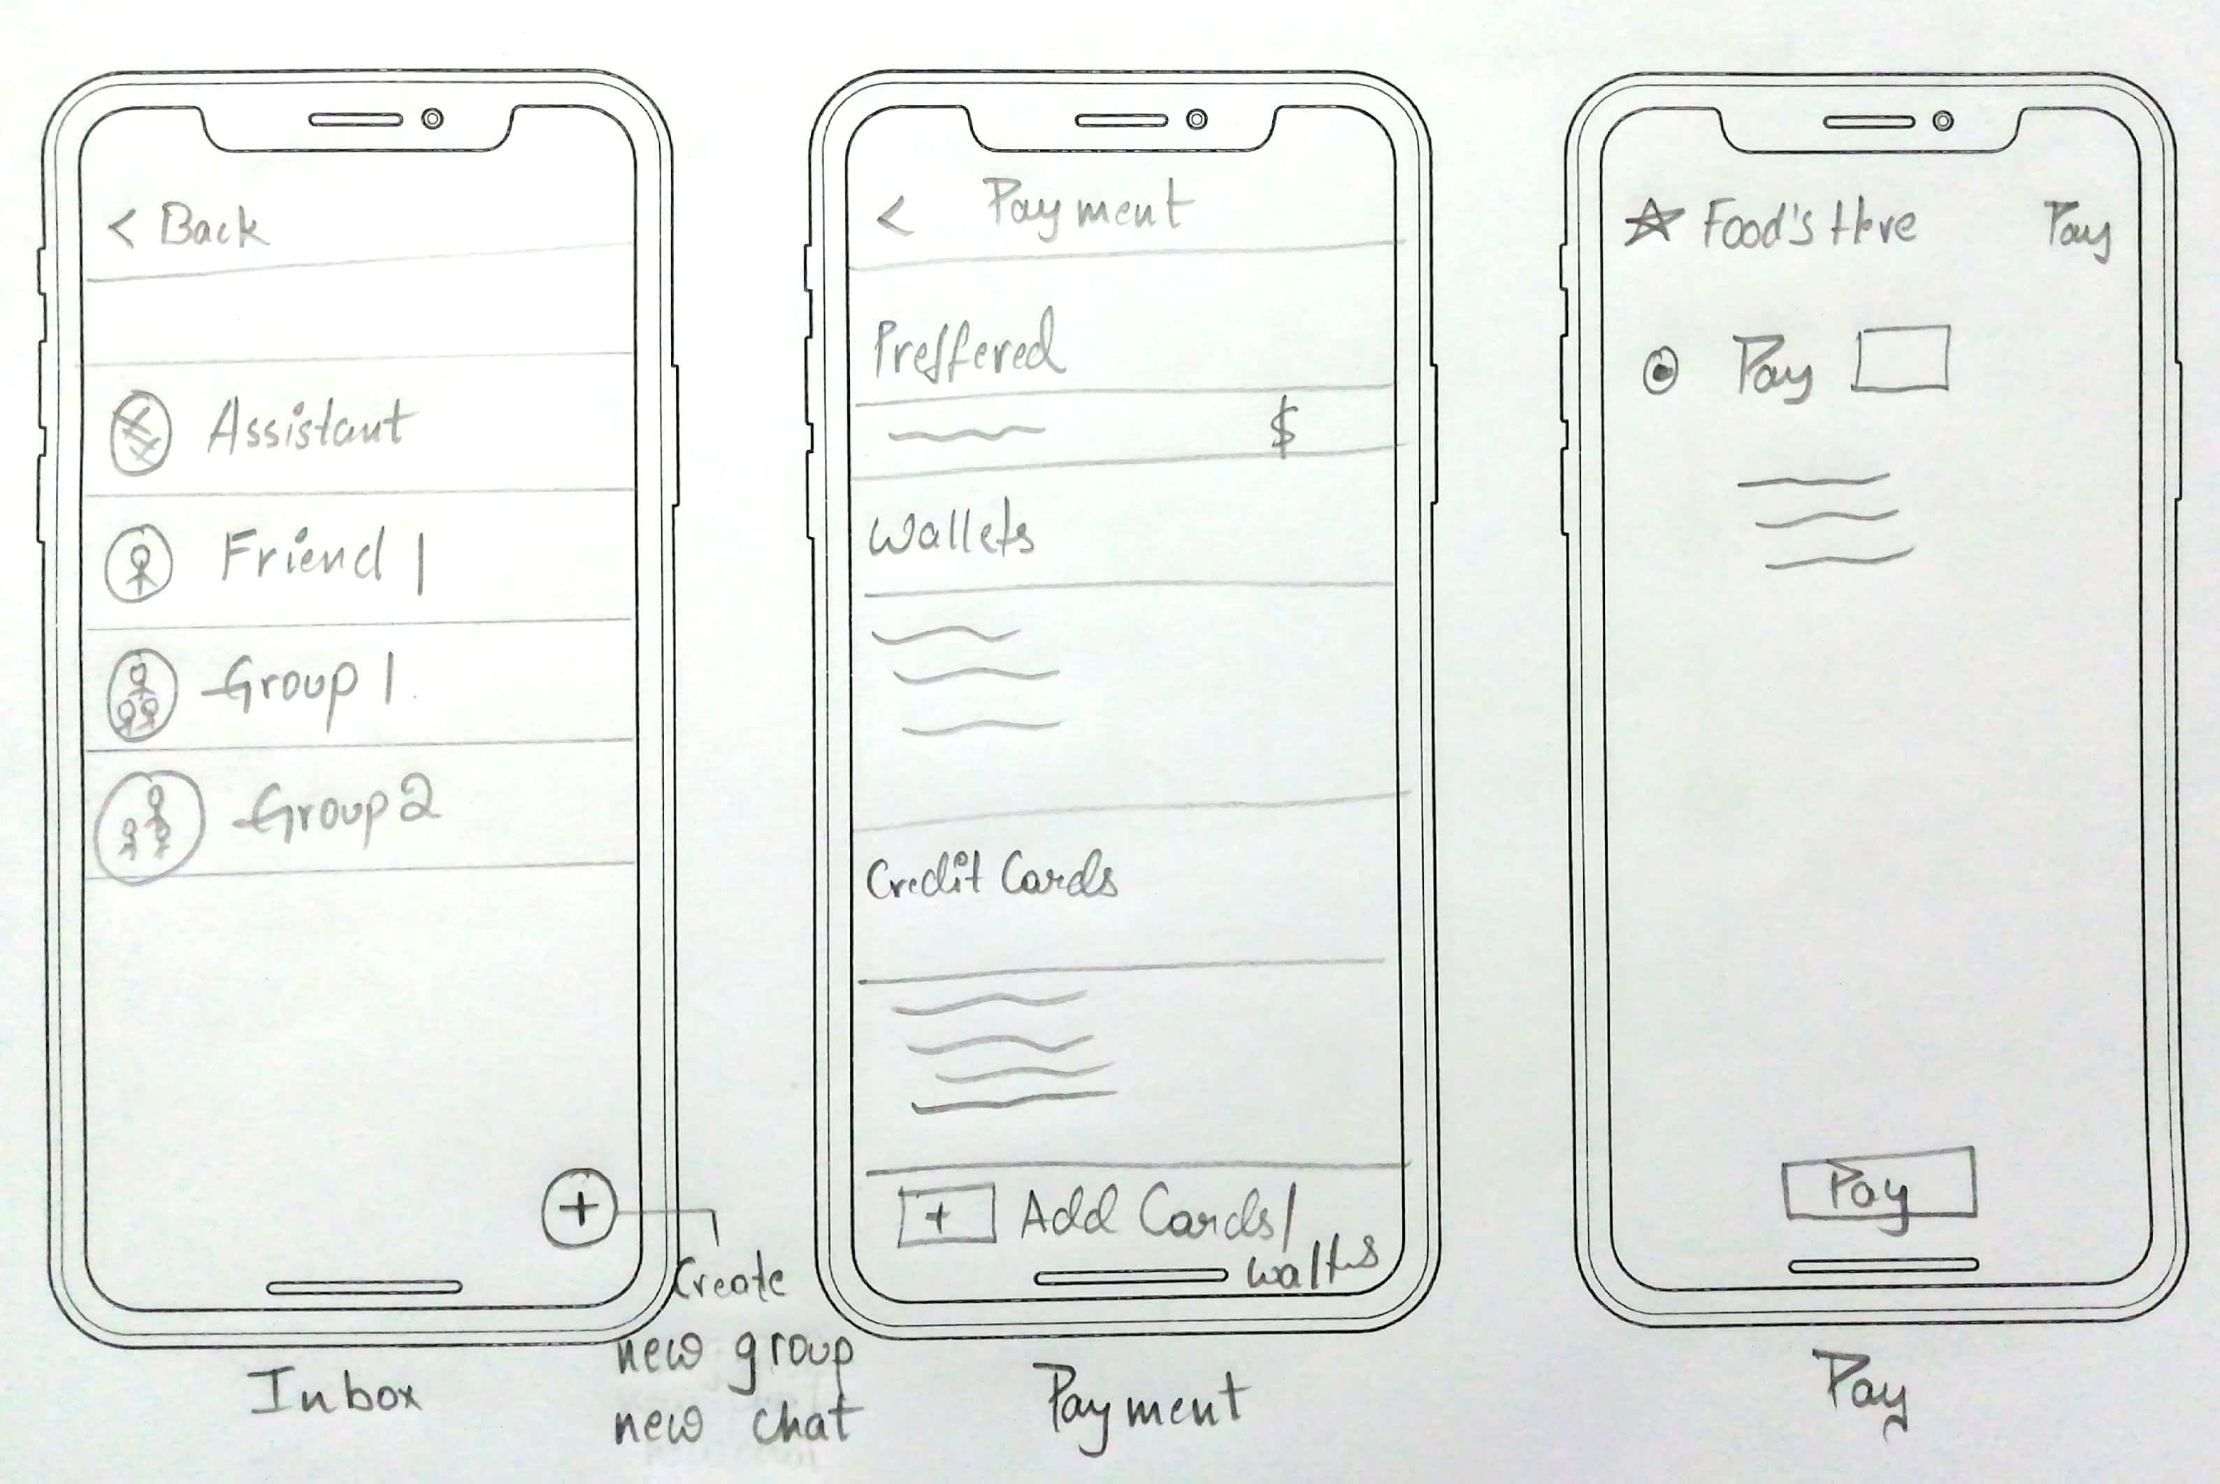 < Back
Assistant
Friend 1
Group 1
Group 2
+
Create
new group
new chat
Inbox
< Payment
Preffered
$
Wallets
Credit Cards
+ Add Cards/
Payment
Food's Here Pay
Pay
Pay
Pay